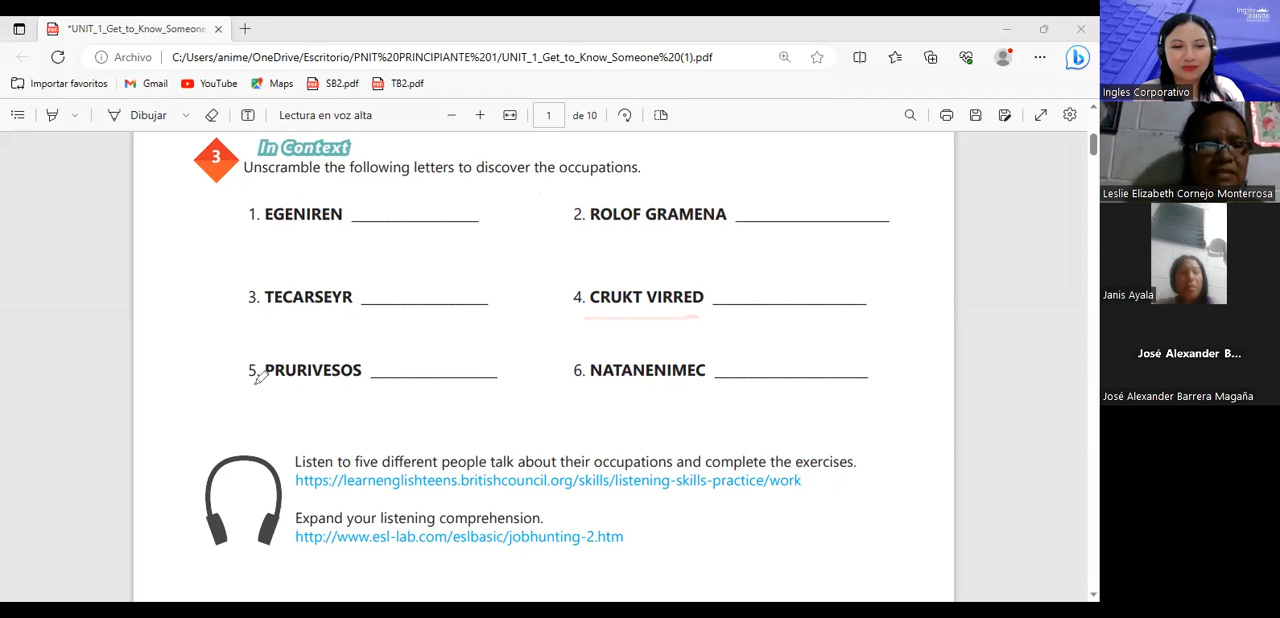 *UNIT_1_Get_to_Know_Someone
Archivo C:/Users/anime/OneDrive/Escritorio/PNIT%20PRINCIPIANTE%201/UNIT_1_Get_to_Know_Someone%20(1).pdf
Importar favoritos Gmail YouTube Maps SB2.pdf TB2.pdf
Dibujar Lectura en voz alta 1 de 10
In Context
3 Unscramble the following letters to discover the occupations.
1. EGENIREN 2. ROLOF GRAMENA
3. TECARSEYR 4. CRUKT VIRRED
5. PRURIVESOS 6. NATANENIMEC
Listen to five different people talk about their occupations and complete the exercises.
https://learnenglishteens.britishcouncil.org/skills/listening-skills-practice/work
Expand your listening comprehension.
http://www.esl-lab.com/eslbasic/jobhunting-2.htm
Ingles Corporativo
Leslie Elizabeth Cornejo Monterrosa
Janis Ayala
José Alexander B...
José Alexander Barrera Magaña